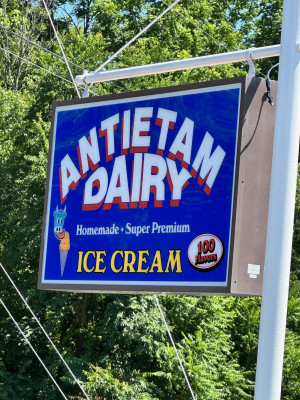 ANTIETAM
DAIRY
Homemade • Super Premium
ICE CREAM
100
Flavors